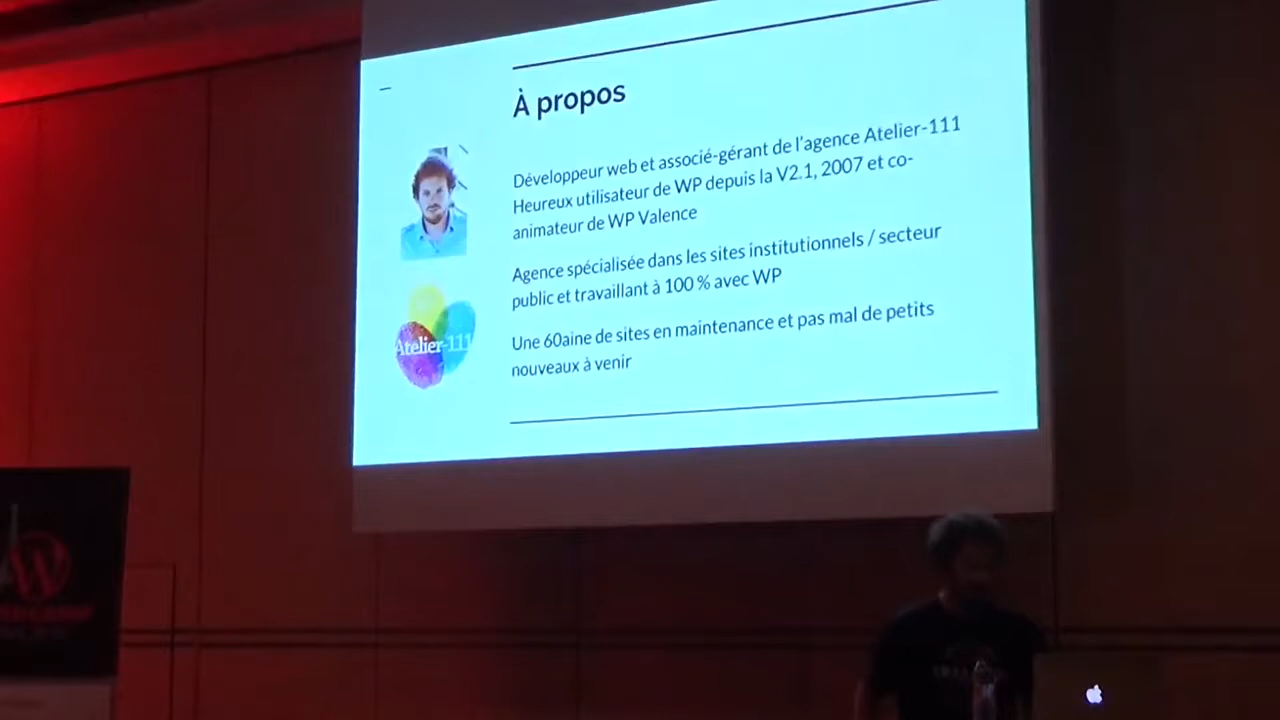 À propos
Développeur web et associé-gérant de l'agence Atelier-111
Heureux utilisateur de WP depuis la V2.1, 2007 et co-
animateur de WP Valence
Agence spécialisée dans les sites institutionnels / secteur
public et travaillant à 100 % avec WP
Une 60aine de sites en maintenance et pas mal de petits
nouveaux à venir
Atelier-111